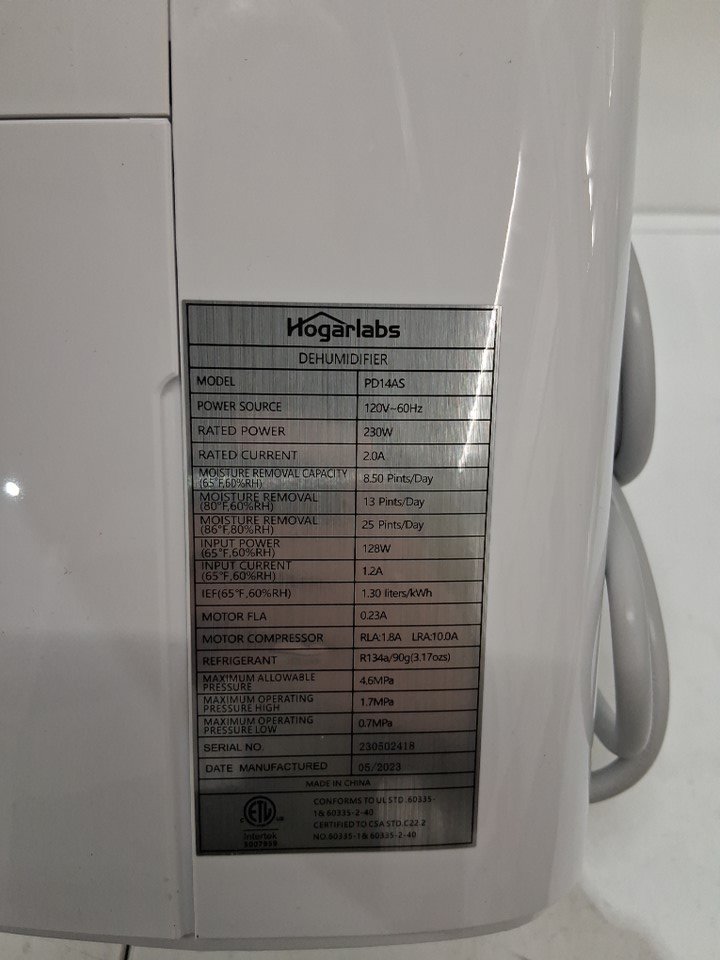 Hogarlabs
DEHUMIDIFIER
MODEL PD14AS
POWER SOURCE 120V~60Hz
RATED POWER 230W
RATED CURRENT 2.0A
MOISTURE REMOVAL CAPACITY
(65°F,60%RH) 8.50 Pints/Day
MOISTURE REMOVAL
(80°F,60%RH) 13 Pints/Day
MOISTURE REMOVAL
(86°F,80%RH) 25 Pints/Day
INPUT POWER
(65°F,60%RH) 128W
INPUT CURRENT
(65°F,60%RH) 1.2A
IEF(65°F,60%RH) 1.30 liters/kWh
MOTOR FLA 0.23A
MOTOR COMPRESSOR RLA:1.8A LRA:10.0A
REFRIGERANT R134a/90g(3.17ozs)
MAXIMUM ALLOWABLE
PRESSURE 4.6MPa
MAXIMUM OPERATING
PRESSURE HIGH 1.7MPa
MAXIMUM OPERATING
PRESSURE LOW 0.7MPa
SERIAL NO. 230502418
DATE MANUFACTURED 05/2023
MADE IN CHINA
C ETL US
Intertek
5007859
CONFORMS TO UL STD .60335-
1& 60335-2-40
CERTIFIED TO CSA STD.C22.2
NO.60335-1& 60335-2-40